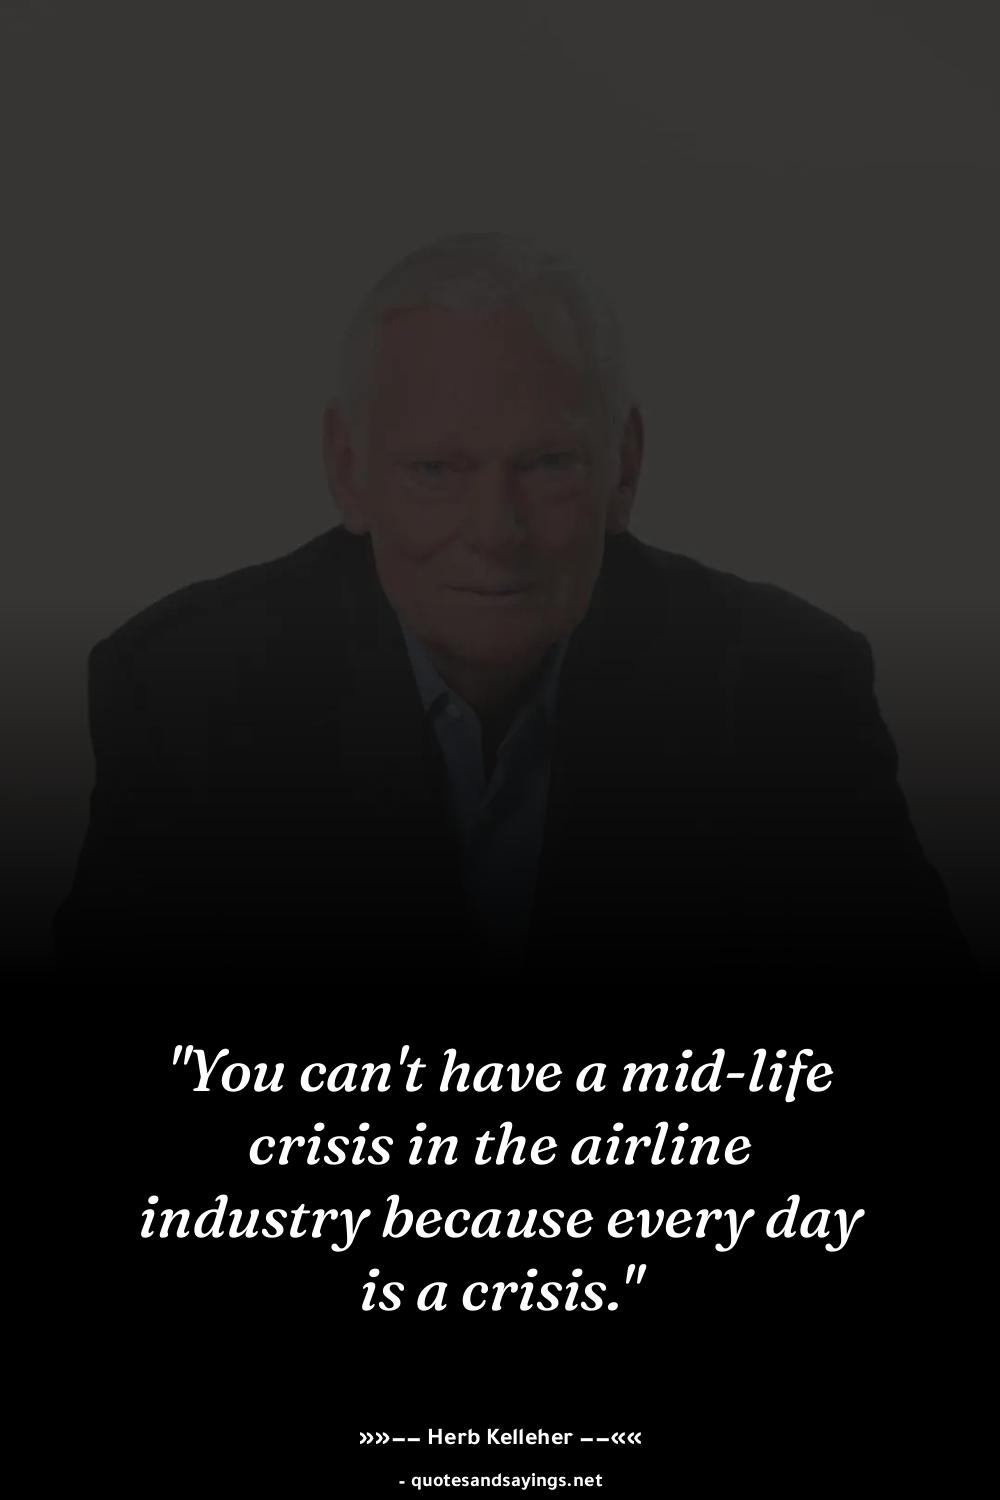 "You can't have a mid-life
crisis in the airline
industry because every day
is a crisis."
»»–– Herb Kelleher ––««
- quotesandsayings.net